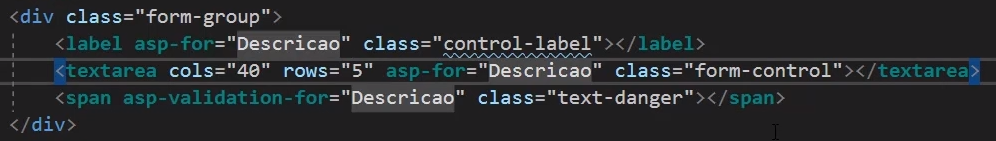 <div class="form-group">
<label asp-for="Descricao" class="control-label"></label>
<textarea cols="40" rows="5" asp-for="Descricao" class="form-control"></textarea>
<span asp-validation-for="Descricao" class="text-danger"></span>
</div>